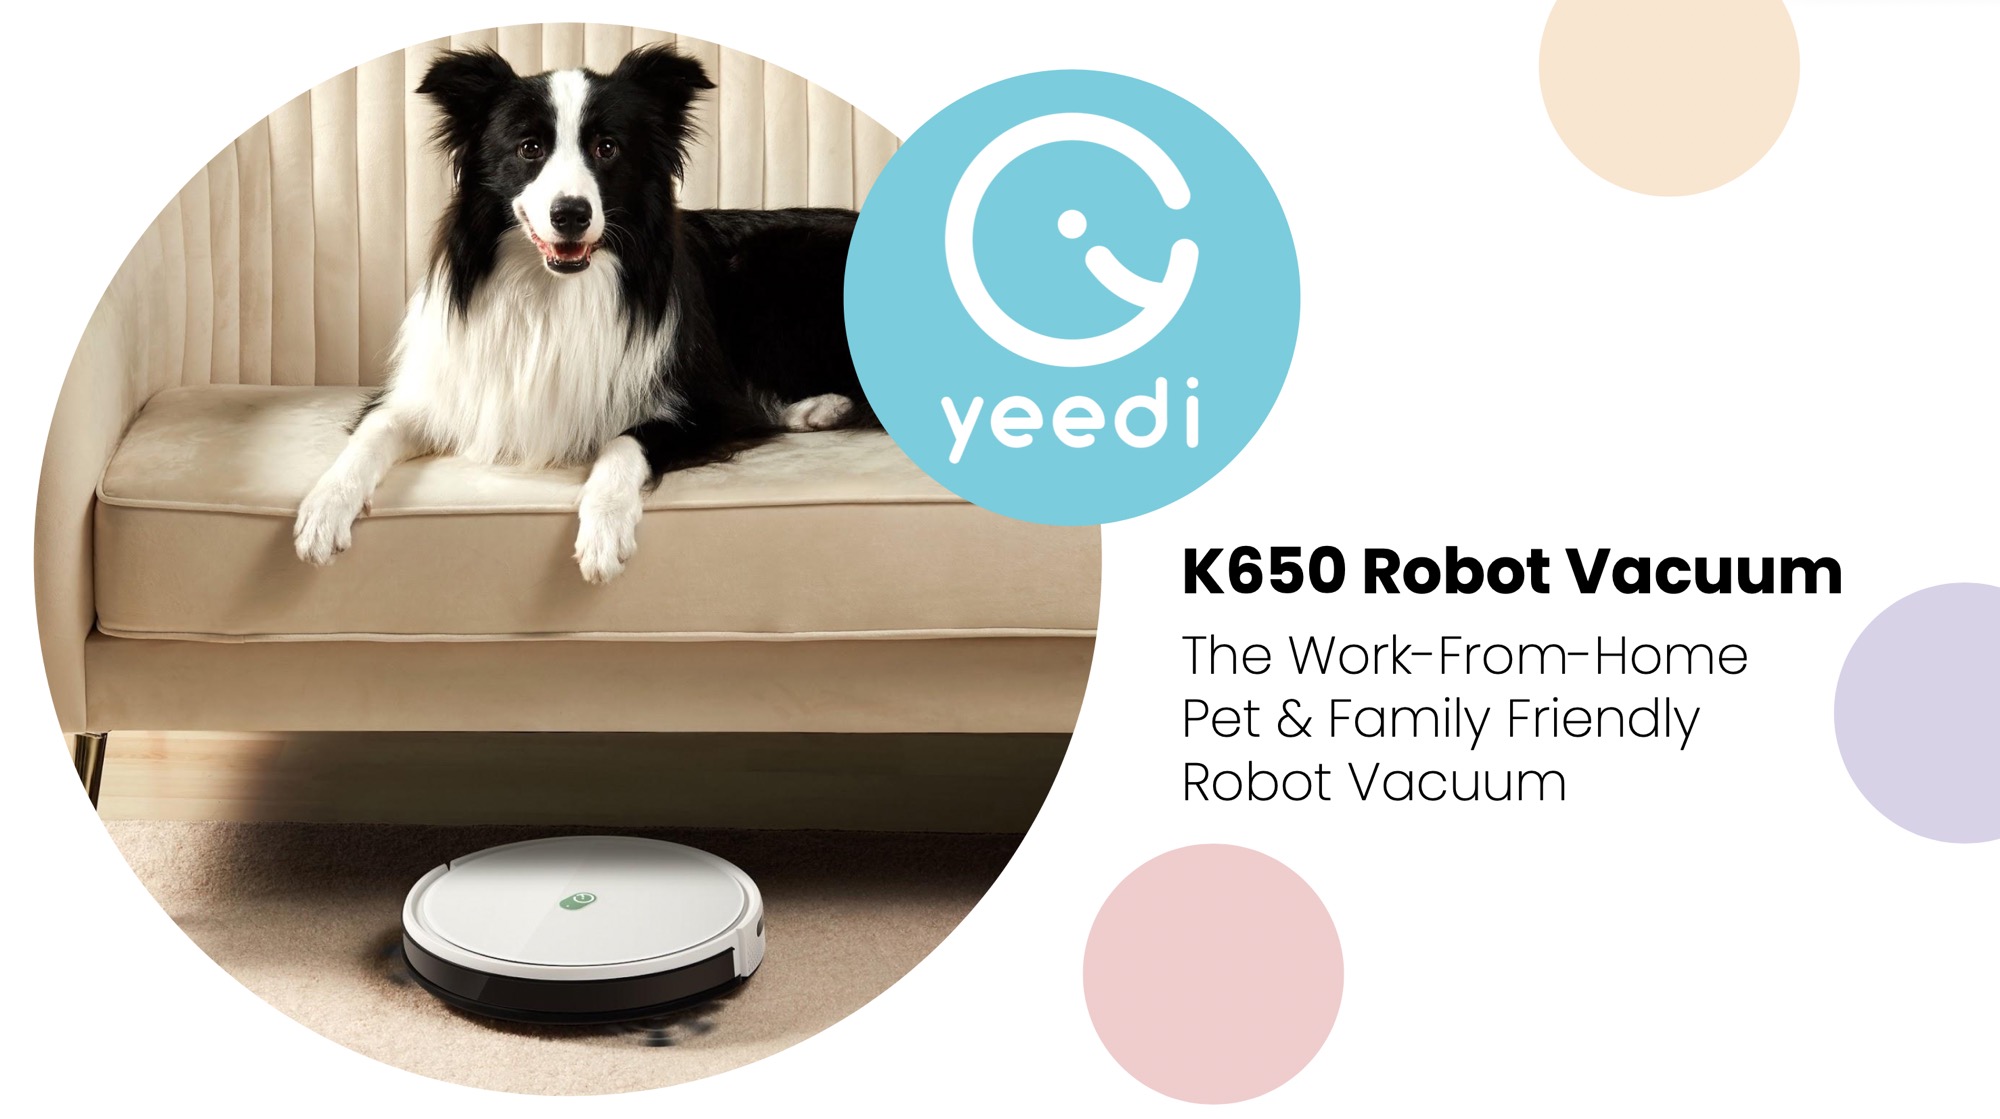 yeedi
K650 Robot Vacuum
The Work-From-Home
Pet & Family Friendly
Robot Vacuum